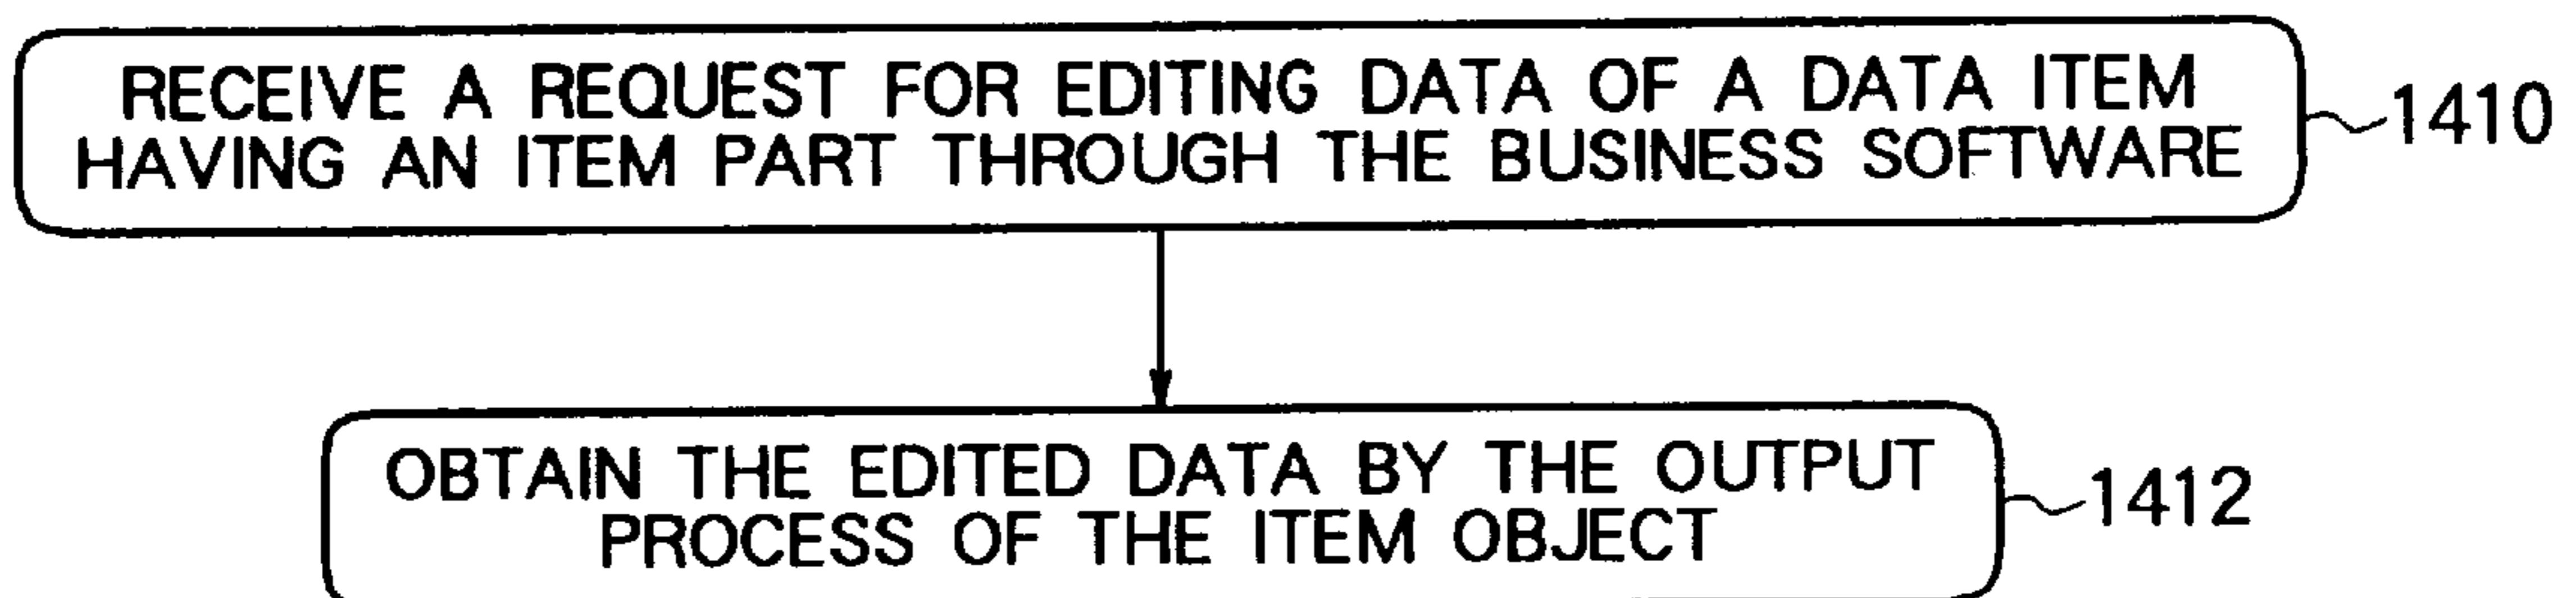 RECEIVE A REQUEST FOR EDITING DATA OF A DATA ITEM
HAVING AN ITEM PART THROUGH THE BUSINESS SOFTWARE
1410
OBTAIN THE EDITED DATA BY THE OUTPUT
PROCESS OF THE ITEM OBJECT
1412